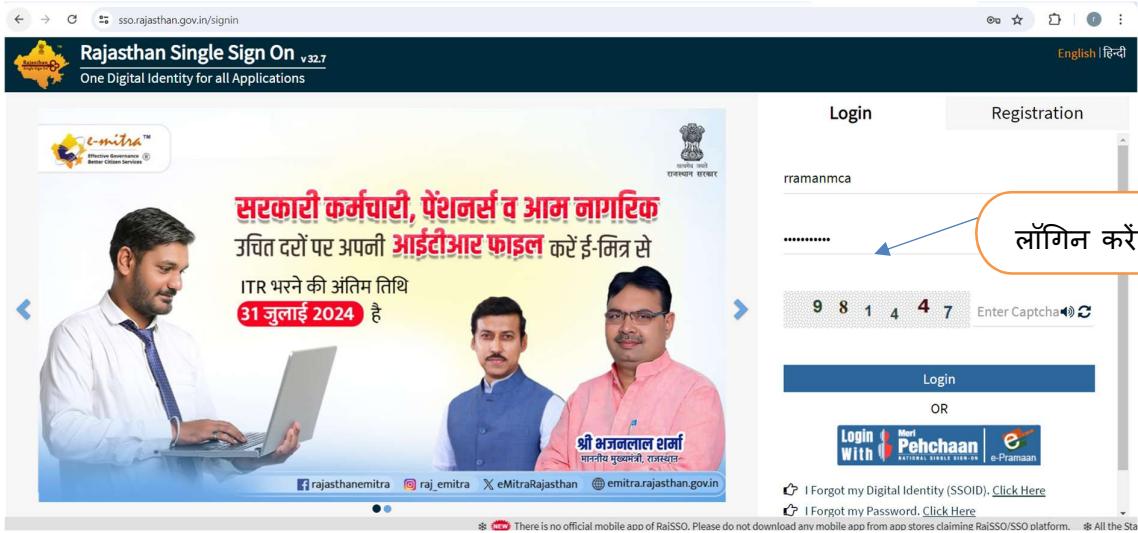 sso.rajasthan.gov.in/signin
Rajasthan Single Sign On v 32.7
One Digital Identity for all Applications
English | हिन्दी
e-mitra TM
Effective Governance
Better Citizen Services
सत्यमेव जयते
राजस्थान सरकार
सरकारी कर्मचारी, पेंशनर्स व आम नागरिक
उचित दरों पर अपनी आईटीआर फाइल करें ई-मित्र से
ITR भरने की अंतिम तिथि
31 जुलाई 2024 है
श्री भजनलाल शर्मा
माननीय मुख्यमंत्री, राजस्थान
rajasthanemitra raj_emitra eMitraRajasthan emitra.rajasthan.gov.in
Login Registration
rramanmca
•••••••••••
लॉगिन करें
9 8 1 4 4 7 Enter Captcha
Login
OR
Login With Meri Pehchaan NATIONAL SINGLE SIGN-ON e-Pramaan
I Forgot my Digital Identity (SSOID). Click Here
I Forgot my Password. Click Here
NEW There is no official mobile app of RajSSO. Please do not download any mobile app from app stores claiming RajSSO/SSO platform. All the Sta